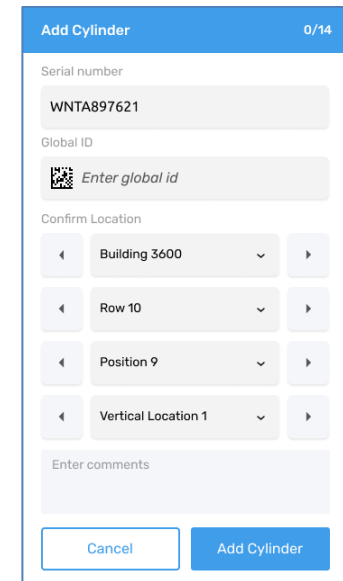 Add Cylinder 0/14
Serial number
WNTA897621
Global ID
Enter global id
Confirm Location
Building 3600
Row 10
Position 9
Vertical Location 1
Enter comments
Cancel Add Cylinder